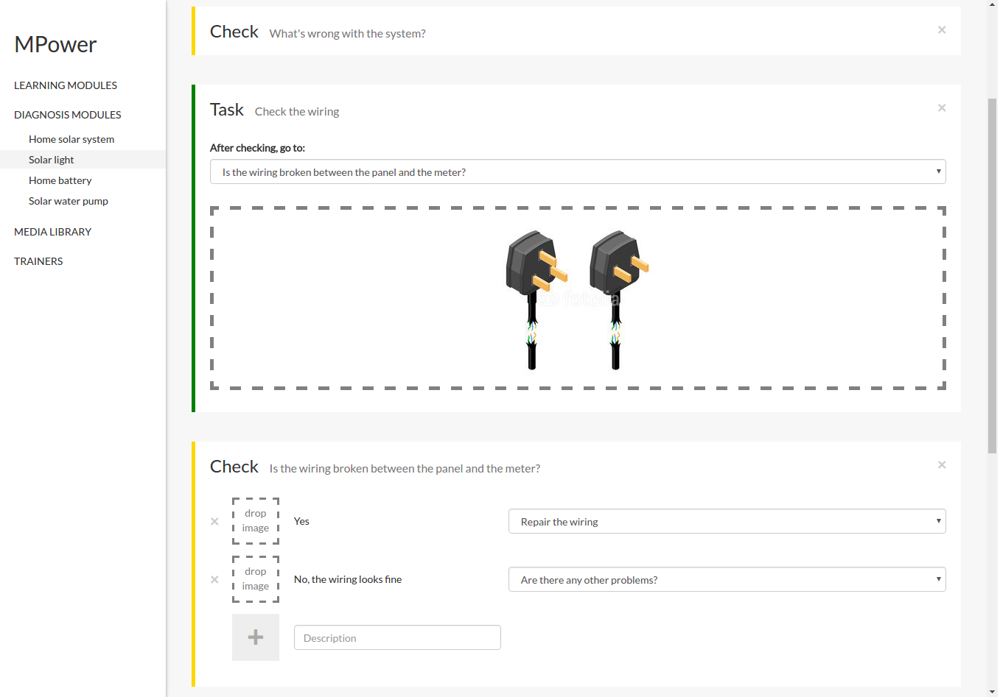 MPower
LEARNING MODULES
DIAGNOSIS MODULES
Home solar system
Solar light
Home battery
Solar water pump
MEDIA LIBRARY
TRAINERS
Check What's wrong with the system?
Task Check the wiring
After checking, go to:
Is the wiring broken between the panel and the meter?
fotolia
Check Is the wiring broken between the panel and the meter?
drop
image
Yes
Repair the wiring
drop
image
No, the wiring looks fine
Are there any other problems?
Description